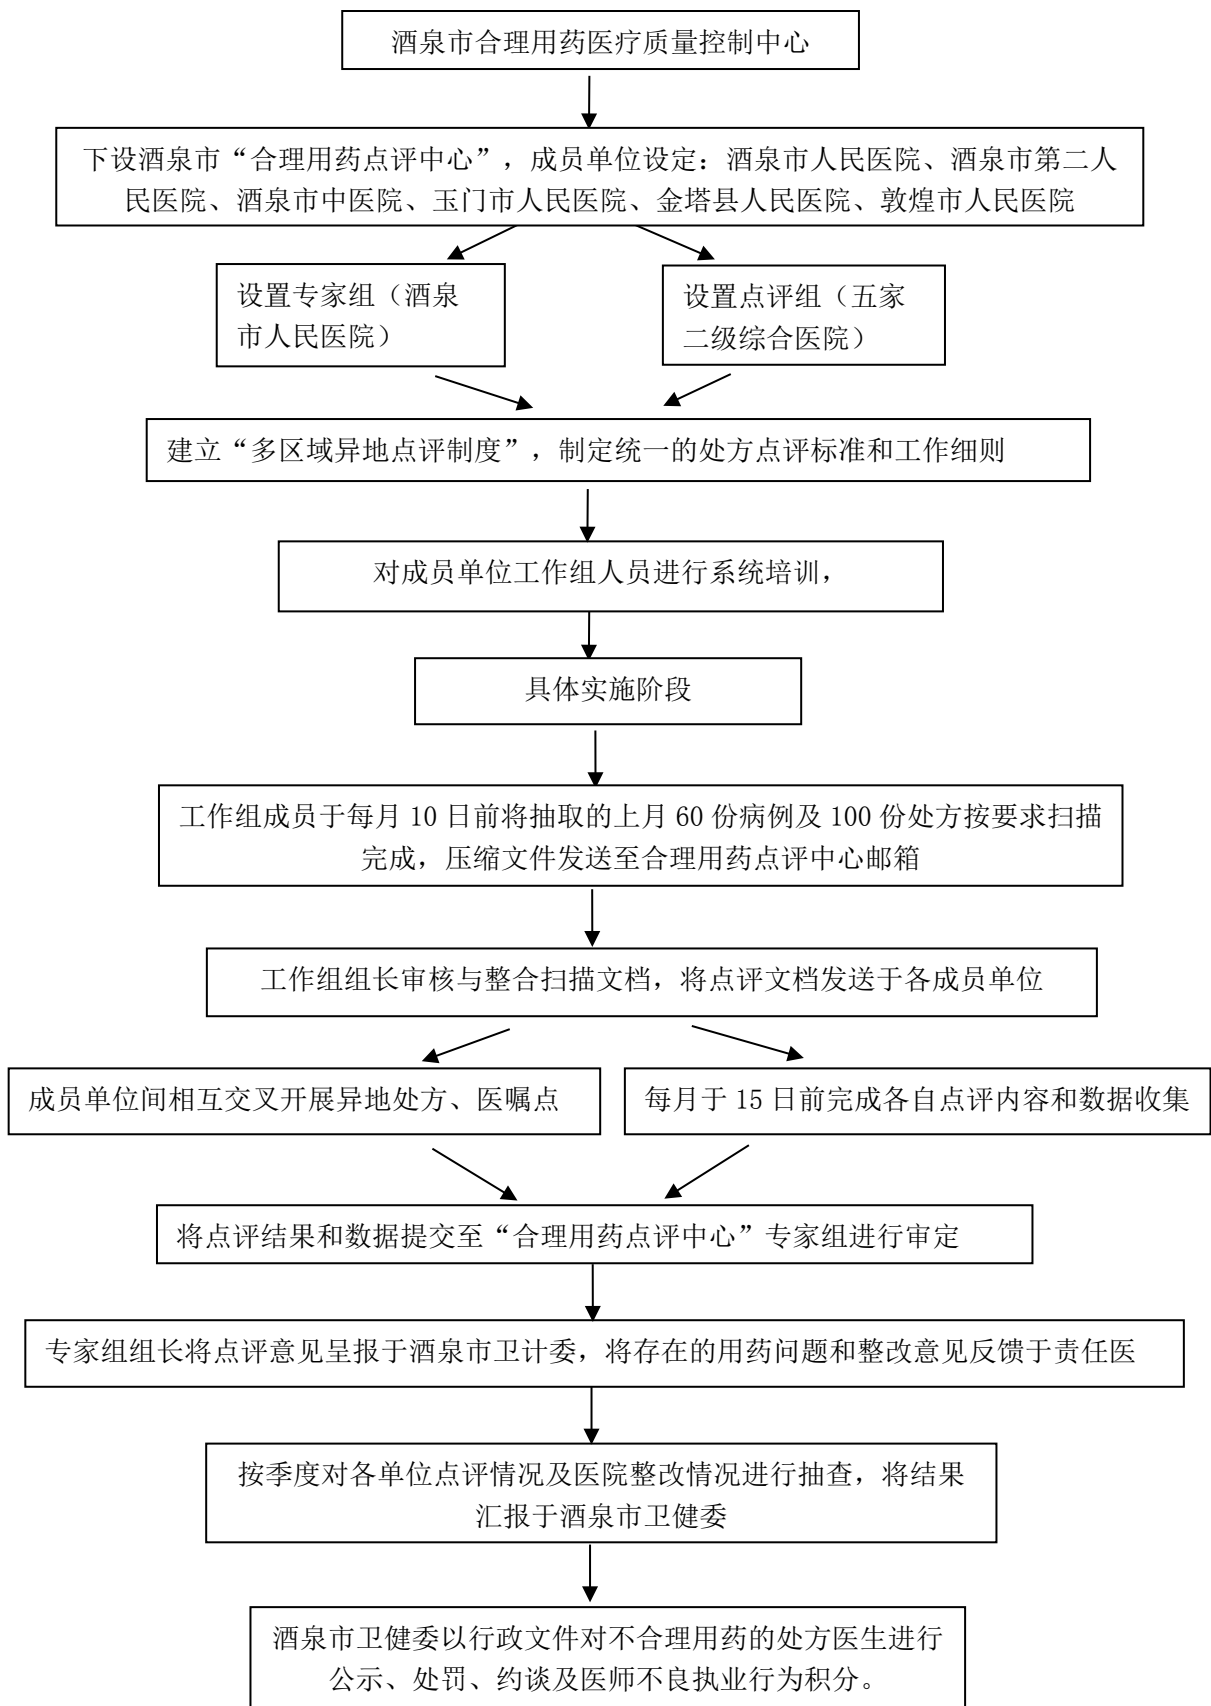 酒泉市合理用药医疗质量控制中心
下设酒泉市“合理用药点评中心”，成员单位设定：酒泉市人民医院、酒泉市第二人
民医院、酒泉市中医院、玉门市人民医院、金塔县人民医院、敦煌市人民医院
设置专家组（酒泉
市人民医院）
设置点评组（五家
二级综合医院）
建立“多区域异地点评制度”，制定统一的处方点评标准和工作细则
对成员单位工作组人员进行系统培训，
具体实施阶段
工作组成员于每月 10 日前将抽取的上月 60 份病例及 100 份处方按要求扫描
完成，压缩文件发送至合理用药点评中心邮箱
工作组组长审核与整合扫描文档，将点评文档发送于各成员单位
成员单位间相互交叉开展异地处方、医嘱点
每月于 15 日前完成各自点评内容和数据收集
将点评结果和数据提交至“合理用药点评中心”专家组进行审定
专家组组长将点评意见呈报于酒泉市卫计委，将存在的用药问题和整改意见反馈于责任医
按季度对各单位点评情况及医院整改情况进行抽查，将结果
汇报于酒泉市卫健委
酒泉市卫健委以行政文件对不合理用药的处方医生进行
公示、处罚、约谈及医师不良执业行为积分。